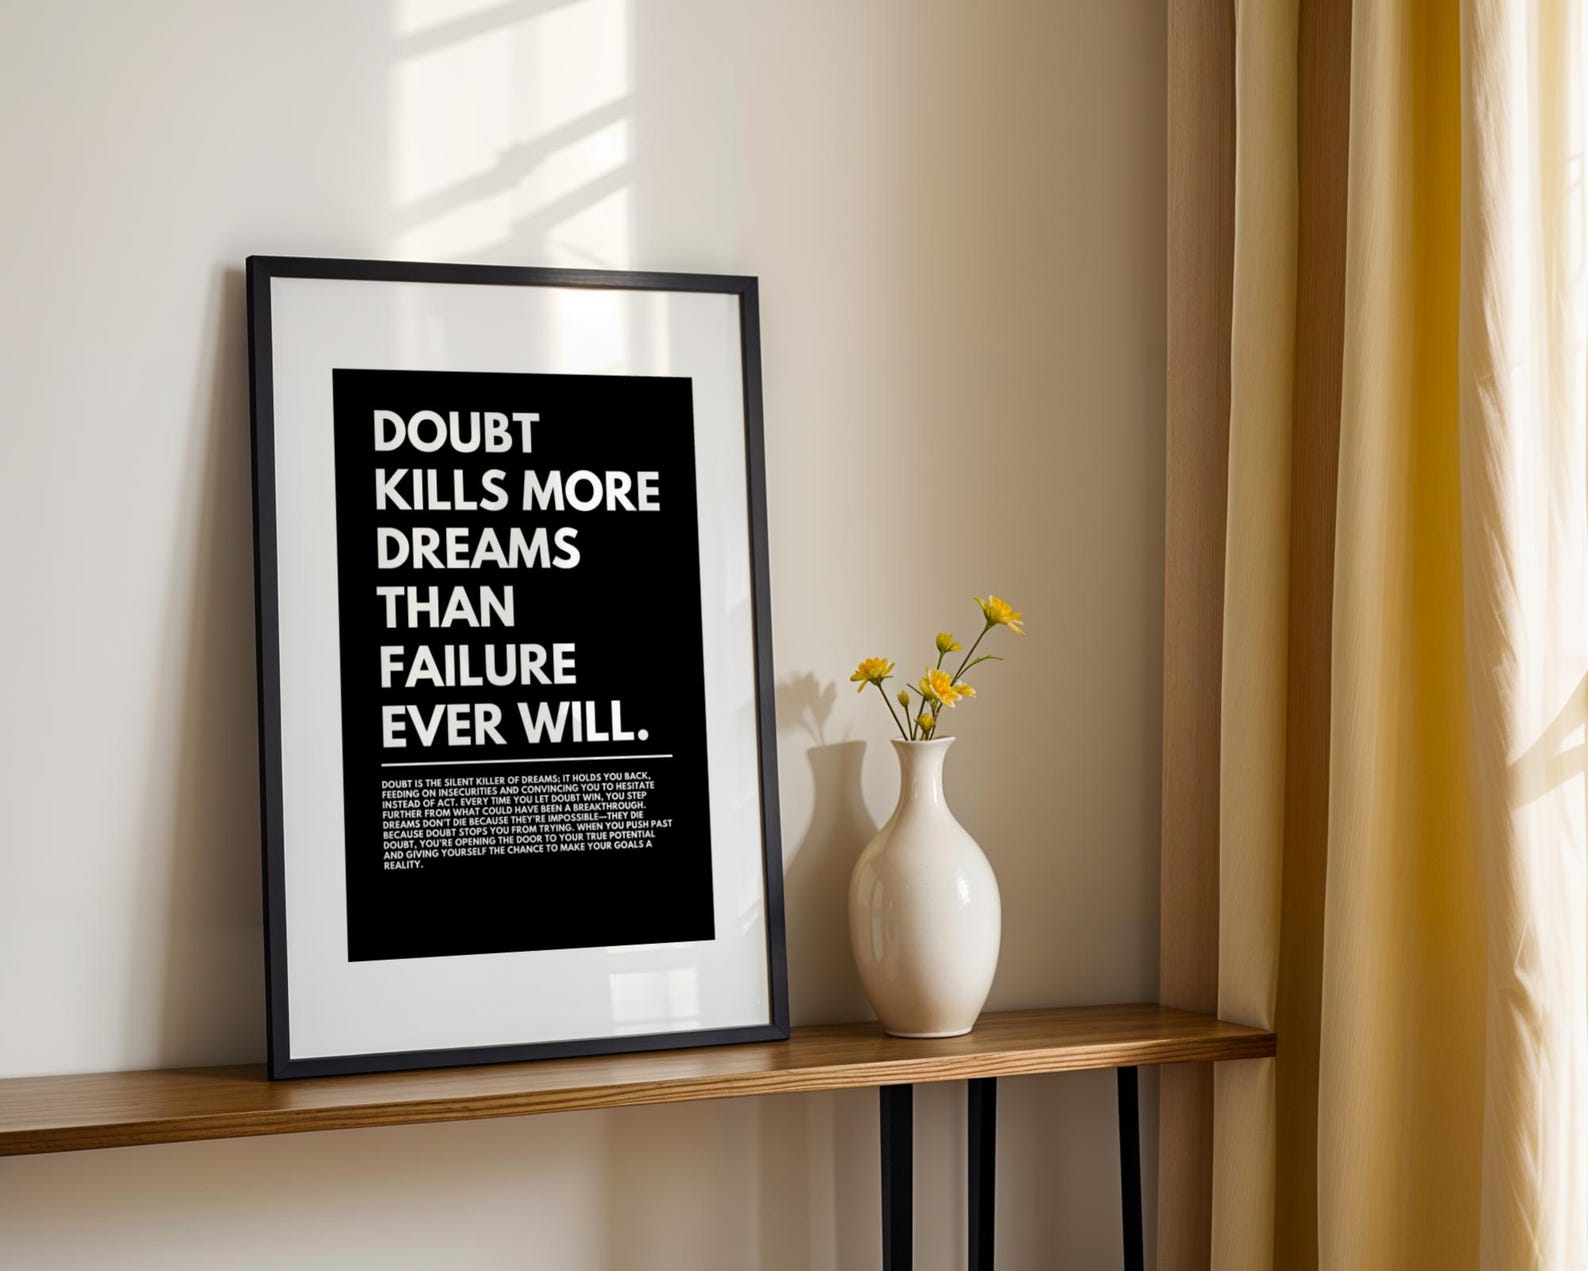 DOUBT
KILLS MORE
DREAMS
THAN
FAILURE
EVER WILL.
DOUBT IS THE SILENT KILLER OF DREAMS; IT HOLDS YOU BACK,
FEEDING ON INSECURITIES AND CONVINCING YOU TO HESITATE
INSTEAD OF ACT. EVERY TIME YOU LET DOUBT WIN, YOU STEP
FURTHER FROM WHAT COULD HAVE BEEN A BREAKTHROUGH.
DREAMS DON'T DIE BECAUSE THEY'RE IMPOSSIBLE—THEY DIE
BECAUSE DOUBT STOPS YOU FROM TRYING. WHEN YOU PUSH PAST
DOUBT, YOU'RE OPENING THE DOOR TO YOUR TRUE POTENTIAL
AND GIVING YOURSELF THE CHANCE TO MAKE YOUR GOALS A
REALITY.